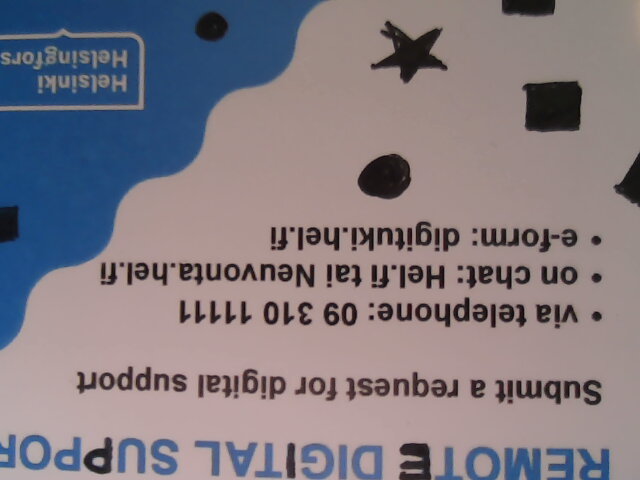 REMOTE DIGITAL SUPPOR
Submit a request for digital support
• via telephone: 09 310 11111
• on chat: Hel.fi tai Neuvonta.hel.fi
• e-form: digituki.hel.fi
Helsinki
Helsingfors